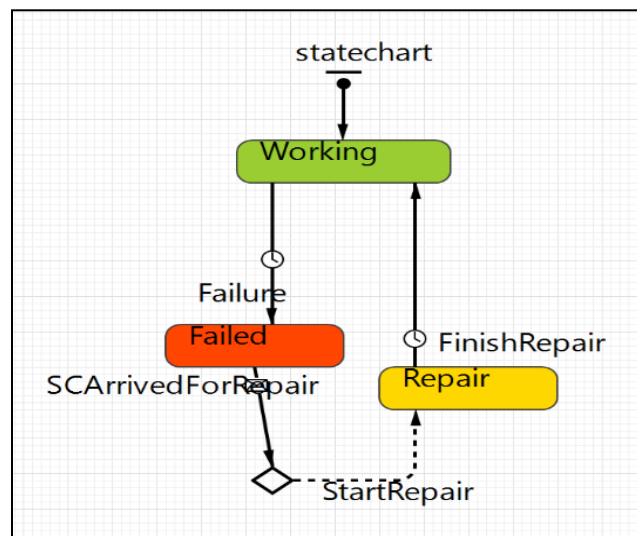 statechart
Working
Failure
Failed
SCArrivedForRepair
FinishRepair
Repair
StartRepair